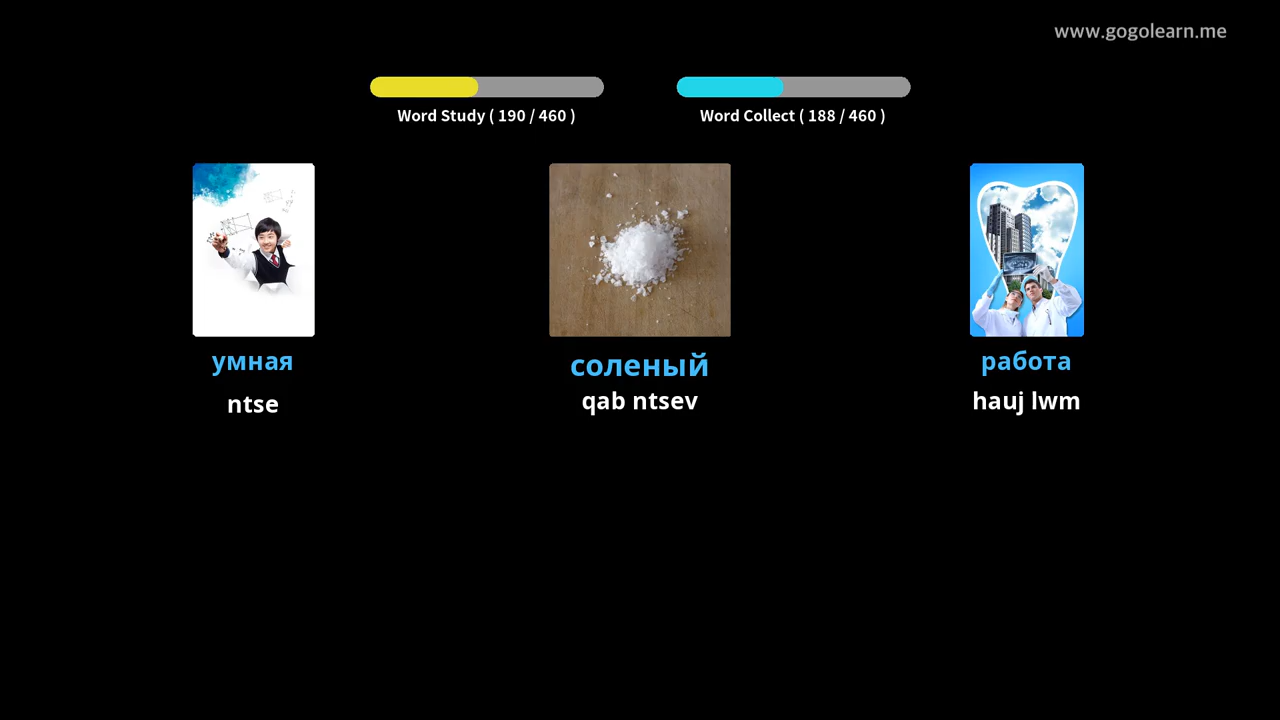 www.gogolearn.me
Word Study ( 190 / 460 )
Word Collect ( 188 / 460 )
умная
соленый
работа
ntse
qab ntsev
hauj lwm